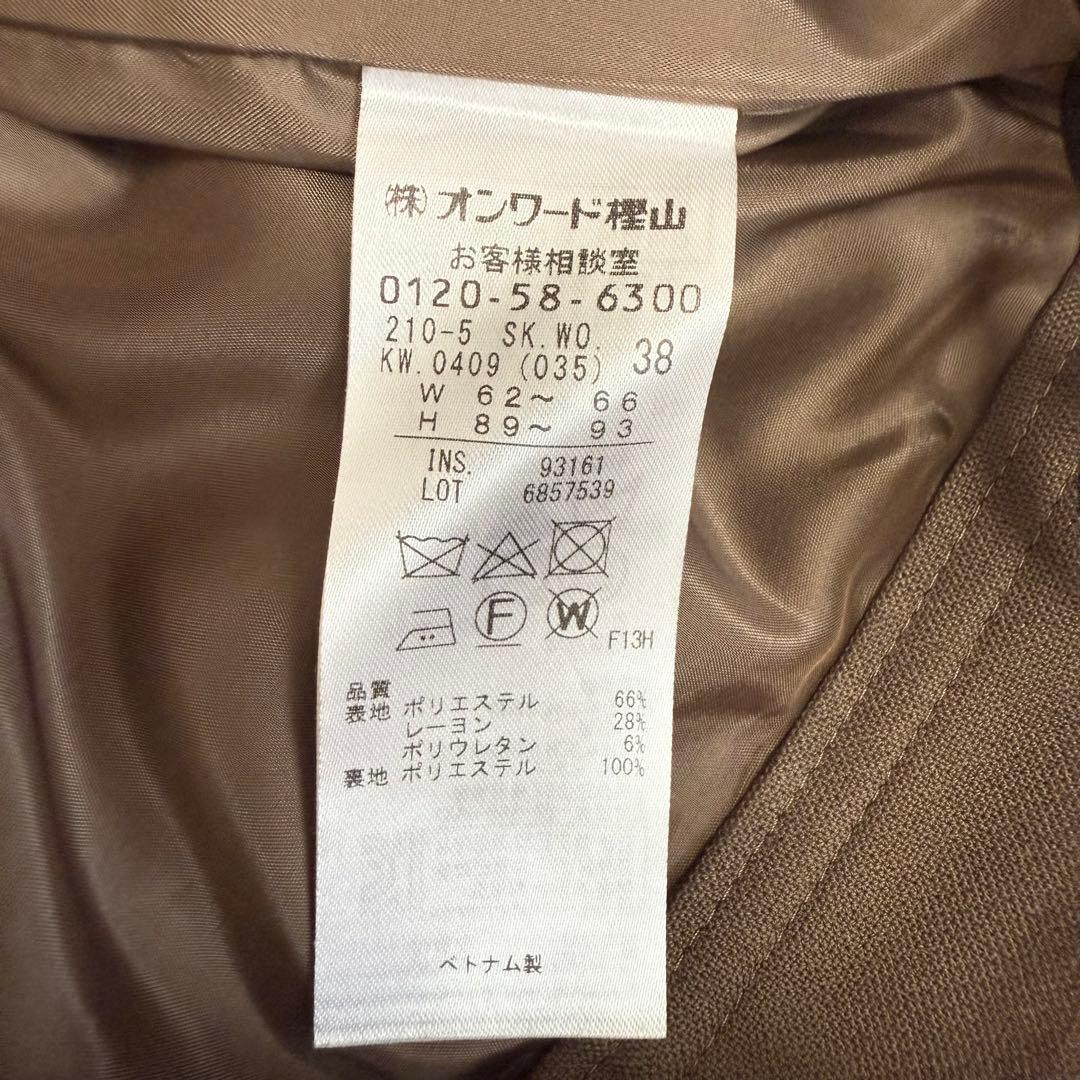 ㈱オンワード樫山
お客様相談室
0120-58-6300
210-5 SK.WO.
KW.0409 (035) 38
W 62〜 66
H 89〜 93
INS. 93161
LOT 6857539
F
W
F13H
品質
表地 ポリエステル 66%
レーヨン 28%
ポリウレタン 6%
裏地 ポリエステル 100%
ベトナム製